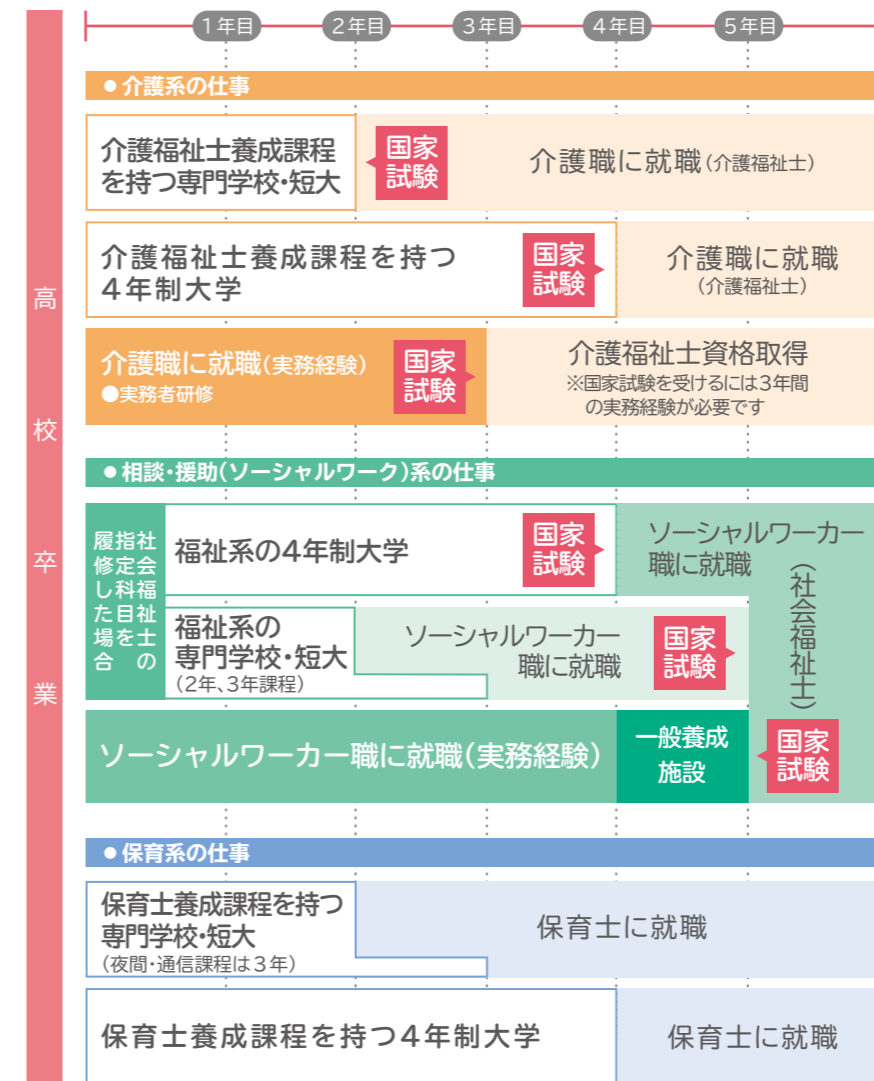 1年目
2年目
3年目
4年目
5年目
高校卒業
●介護系の仕事
介護福祉士養成課程
を持つ専門学校・短大
国家
試験
介護職に就職(介護福祉士)
介護福祉士養成課程を持つ
4年制大学
国家
試験
介護職に就職
(介護福祉士)
介護職に就職(実務経験)
●実務者研修
国家
試験
介護福祉士資格取得
※国家試験を受けるには3年間
の実務経験が必要です
●相談・援助(ソーシャルワーク)系の仕事
社会福祉士の
指定科目を
履修した場合
福祉系の4年制大学
国家
試験
ソーシャルワーカー
職に就職
(社会福祉士)
福祉系の
専門学校・短大
(2年、3年課程)
ソーシャルワーカー
職に就職
国家
試験
ソーシャルワーカー職に就職(実務経験)
一般養成
施設
国家
試験
●保育系の仕事
保育士養成課程を持つ
専門学校・短大
(夜間・通信課程は3年)
保育士に就職
保育士養成課程を持つ4年制大学
保育士に就職